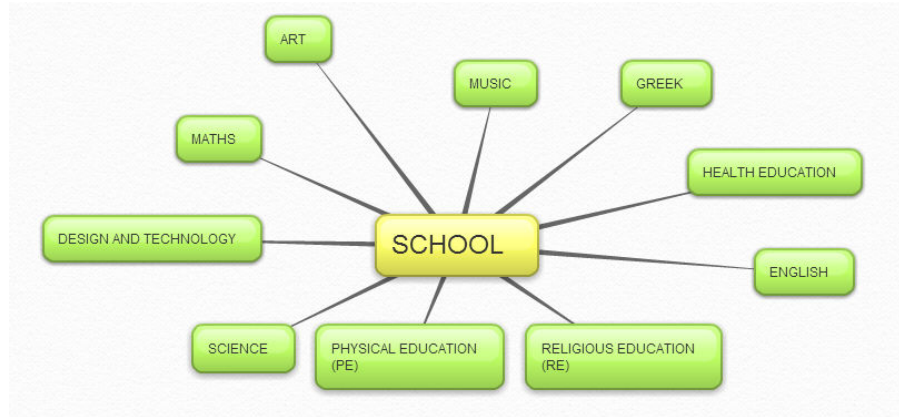 ART
MUSIC
GREEK
MATHS
HEALTH EDUCATION
DESIGN AND TECHNOLOGY
SCHOOL
ENGLISH
SCIENCE
PHYSICAL EDUCATION
(PE)
RELIGIOUS EDUCATION
(RE)